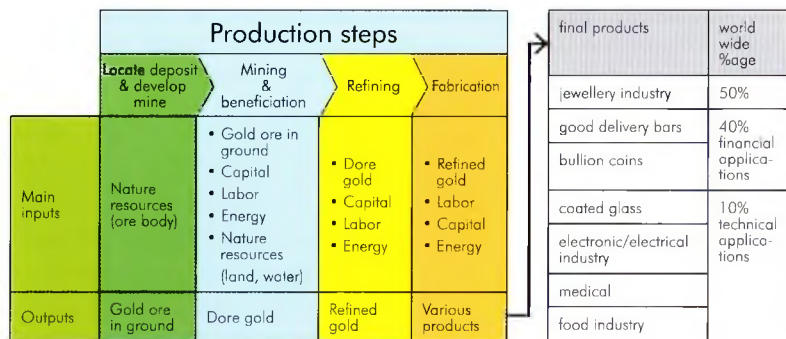 Production steps
Locate deposit
& develop
mine
Mining
&
beneficiation
Refining
Fabrication
Main
inputs
Nature
resources
(ore body)
• Gold ore in
ground
• Capital
• Labor
• Energy
• Nature
resources
(land, water)
• Dore
gold
• Capital
• Labor
• Energy
• Refined
gold
• Labor
• Capital
• Energy
Outputs
Gold ore
in ground
Dore gold
Refined
gold
Various
products
final products
world
wide
%age
jewellery industry
50%
good delivery bars
bullion coins
40%
financial
applica-
tions
coated glass
electronic/electrical
industry
medical
food industry
10%
technical
applica-
tions